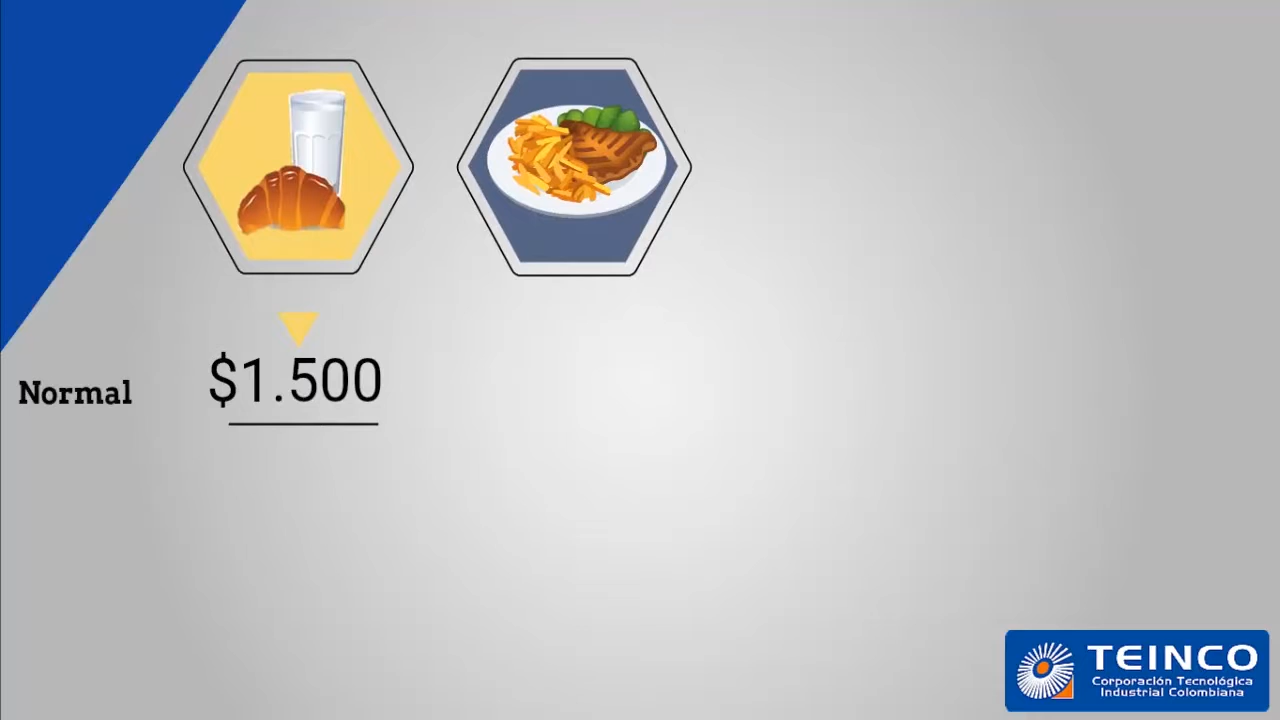 Normal
$1.500
TEINCO
Corporación Tecnológica
Industrial Colombiana